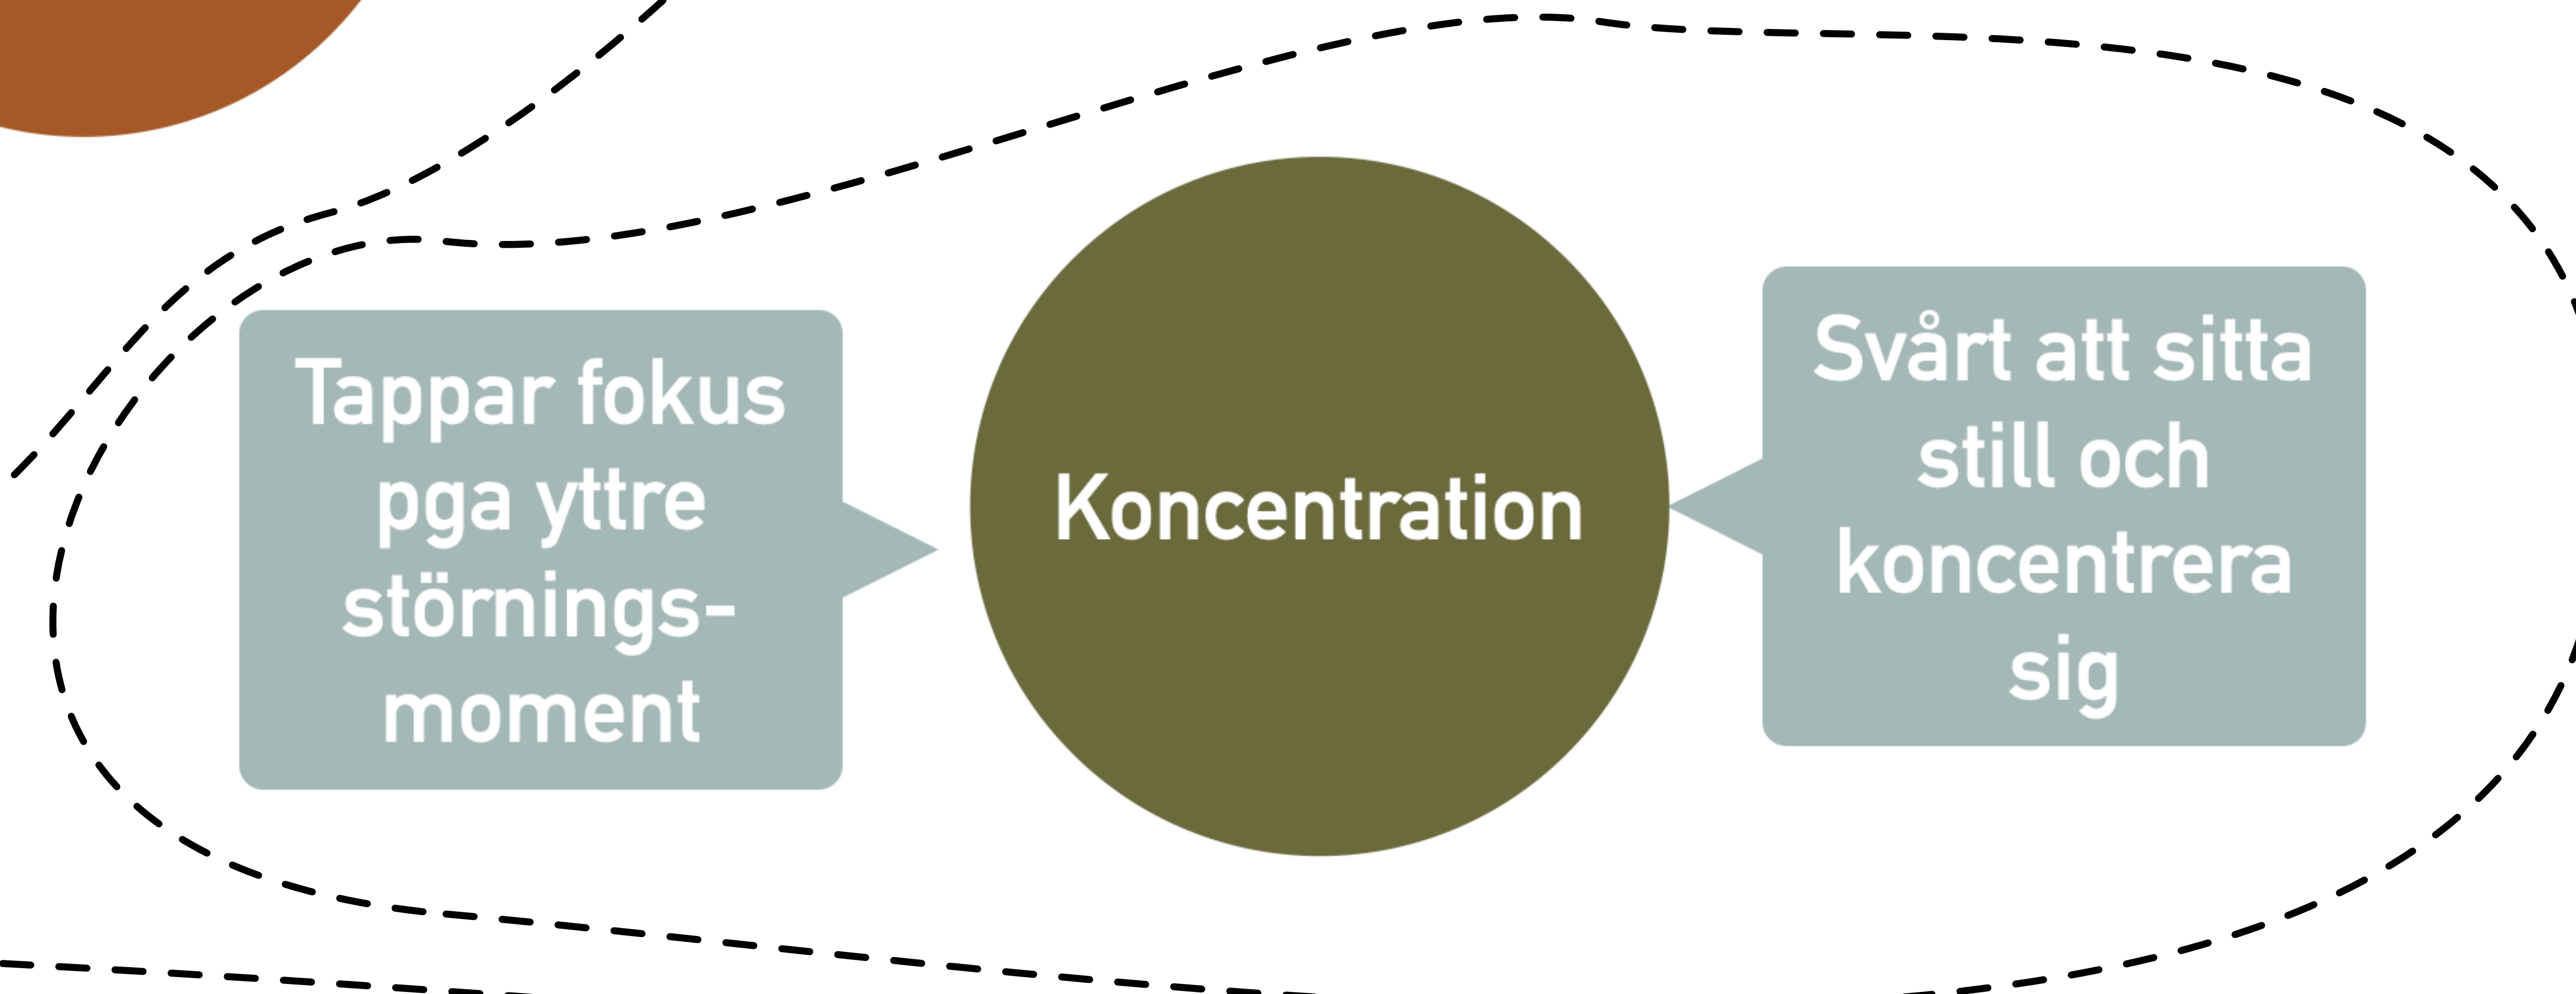 Tappar fokus
pga yttre
störnings-
moment
Koncentration
Svårt att sitta
still och
koncentrera
sig